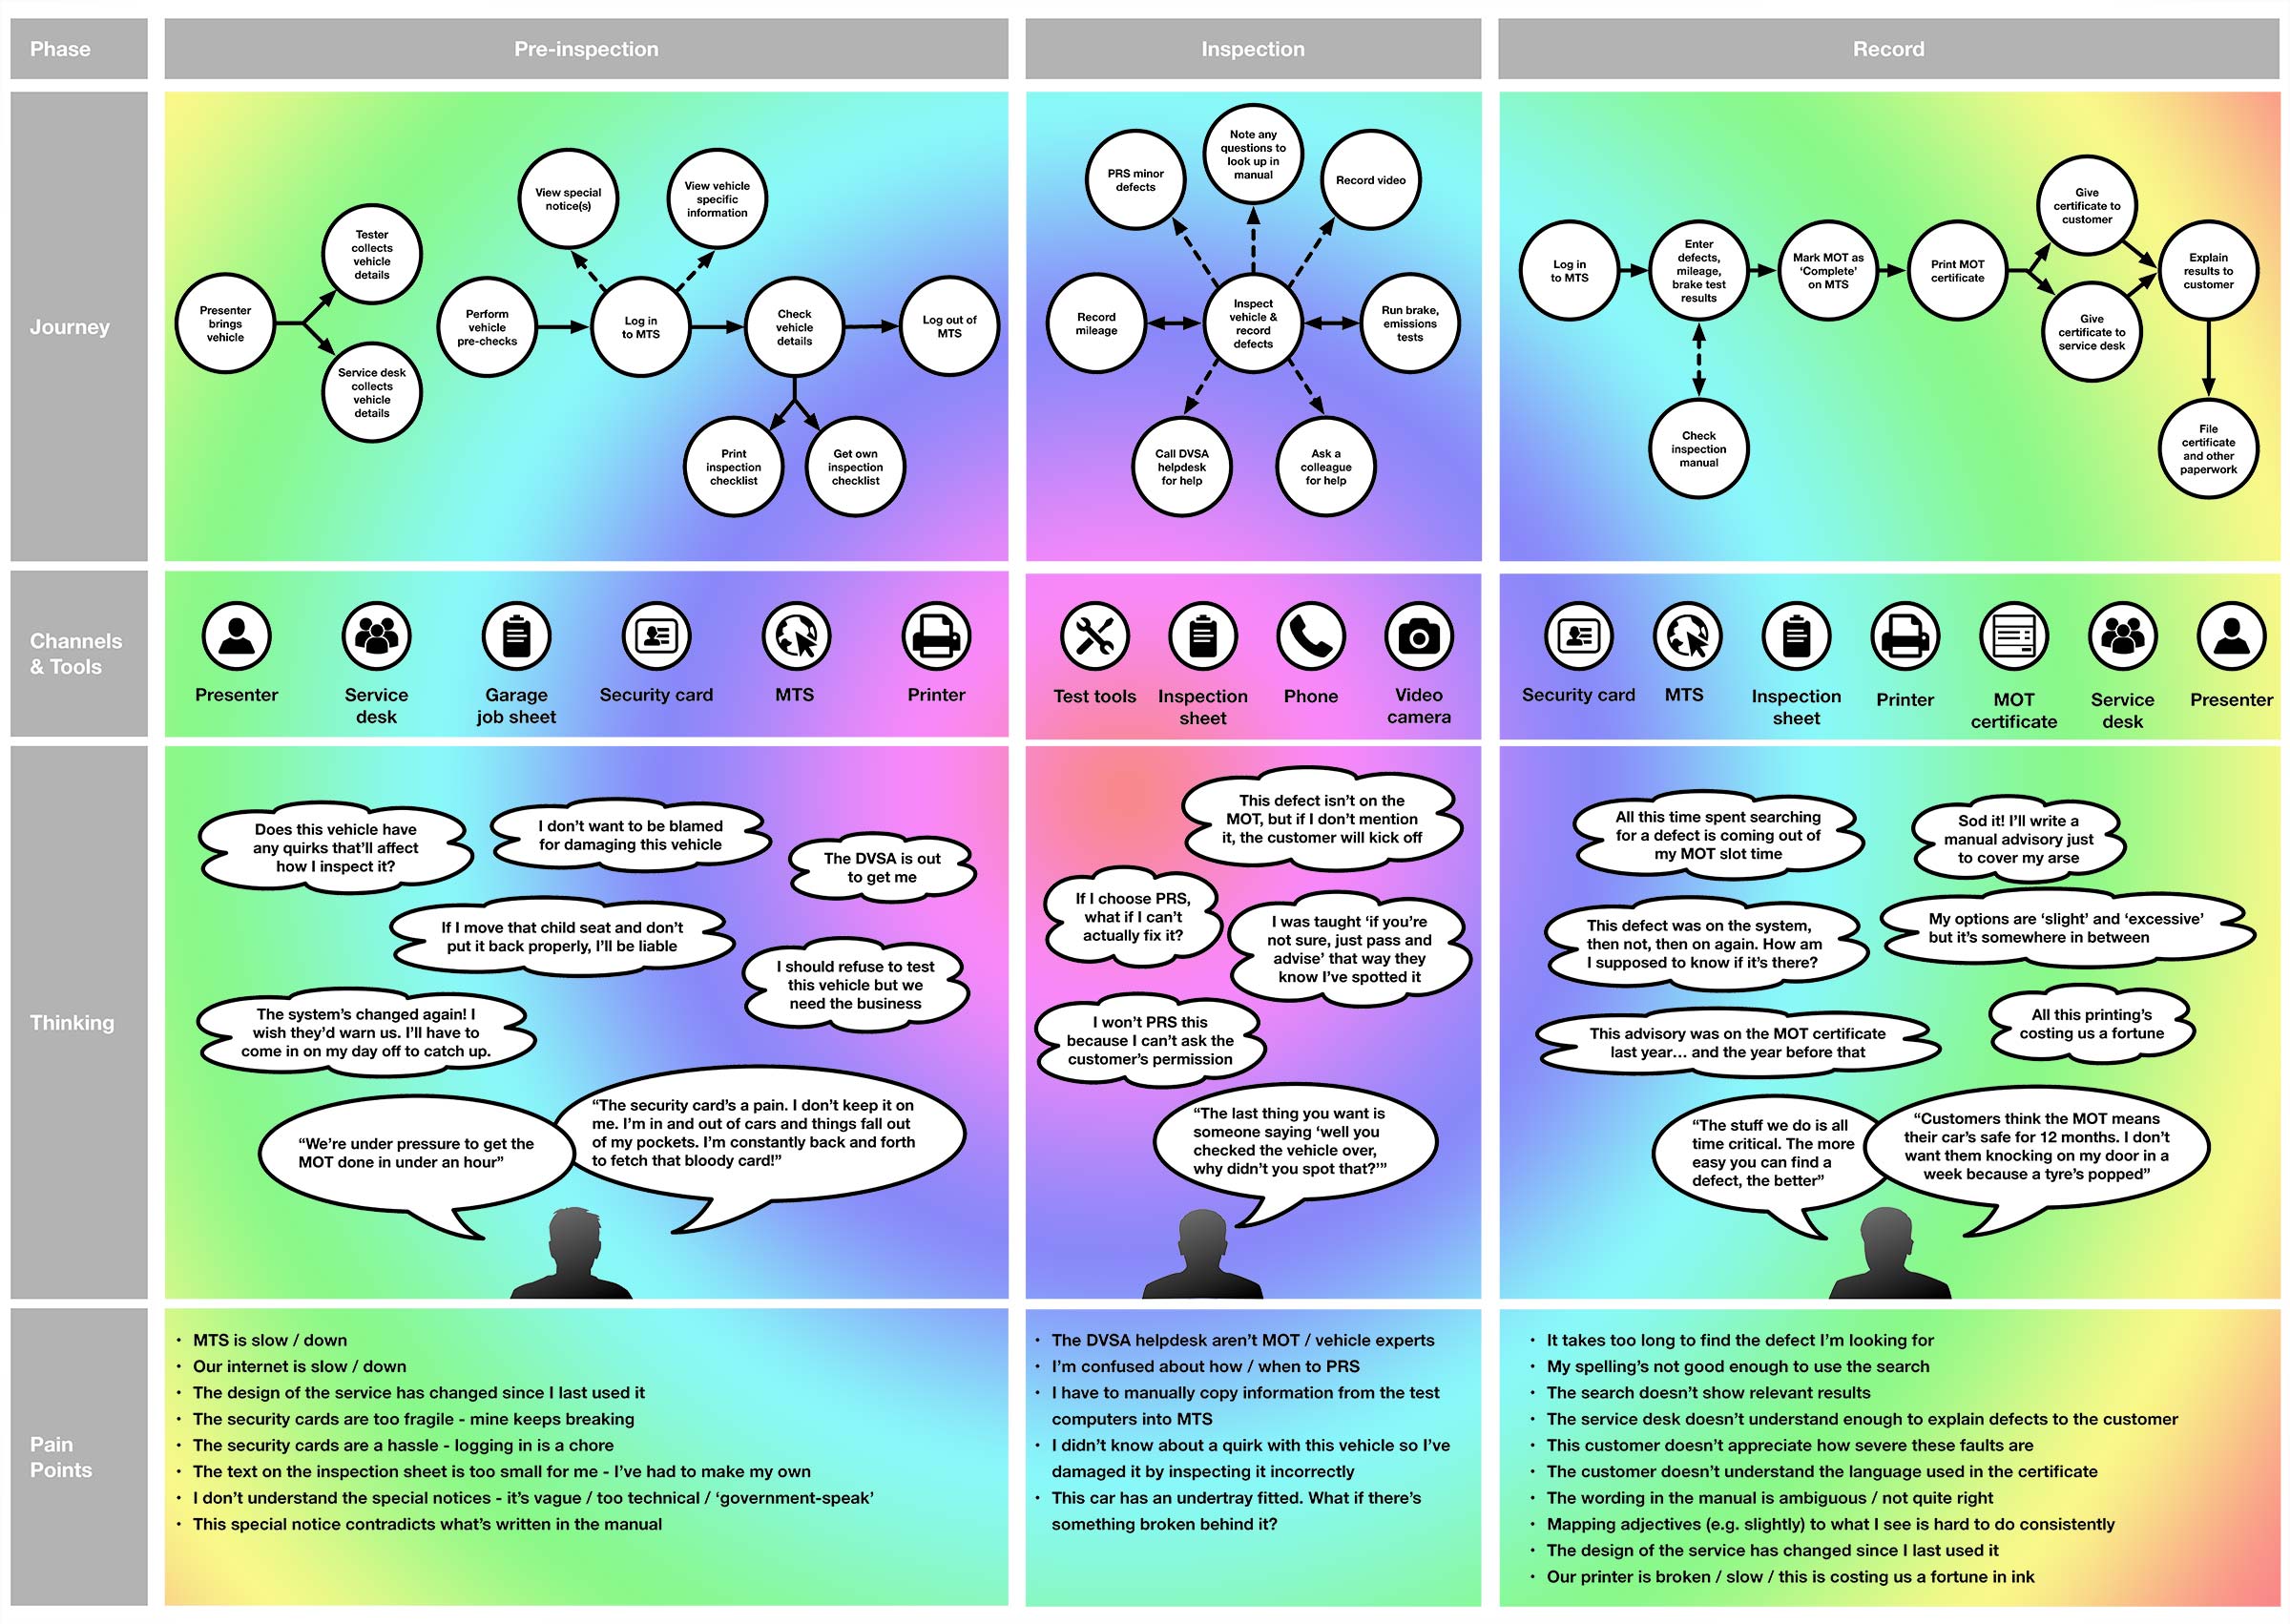 Phase
Pre-inspection
Inspection
Record
Journey
Presenter
brings
vehicle
Tester
collects
vehicle
details
Service desk
collects
vehicle
details
View special
notice(s)
View vehicle
specific
information
Perform
vehicle
pre-checks
Log in
to MTS
Check
vehicle
details
Log out of
MTS
Print
inspection
checklist
Get own
inspection
checklist
PRS minor
defects
Note any
questions to
look up in
manual
Record video
Record
mileage
Inspect
vehicle &
record
defects
Run brake,
emissions
tests
Call DVSA
helpdesk
for help
Ask a
colleague
for help
Log in
to MTS
Enter
defects,
mileage,
brake test
results
Mark MOT as
‘Complete’
on MTS
Print MOT
certificate
Give
certificate to
customer
Give
certificate to
service desk
Explain
results to
customer
Check
inspection
manual
File
certificate
and other
paperwork
Channels
& Tools
Presenter
Service
desk
Garage
job sheet
Security card
MTS
Printer
Test tools
Inspection
sheet
Phone
Video
camera
Security card
MTS
Inspection
sheet
Printer
MOT
certificate
Service
desk
Presenter
Thinking
Does this vehicle have
any quirks that’ll affect
how I inspect it?
I don’t want to be blamed
for damaging this vehicle
The DVSA is out
to get me
If I move that child seat and don’t
put it back properly, I’ll be liable
I should refuse to test
this vehicle but we
need the business
The system’s changed again! I
wish they’d warn us. I’ll have to
come in on my day off to catch up.
“We’re under pressure to get the
MOT done in under an hour”
“The security card’s a pain. I don’t keep it on
me. I’m in and out of cars and things fall out
of my pockets. I’m constantly back and forth
to fetch that bloody card!”
This defect isn’t on the
MOT, but if I don’t mention
it, the customer will kick off
If I choose PRS,
what if I can’t
actually fix it?
I was taught ‘if you’re
not sure, just pass and
advise’ that way they
know I’ve spotted it
I won’t PRS this
because I can’t ask the
customer’s permission
“The last thing you want is
someone saying ‘well you
checked the vehicle over,
why didn’t you spot that?’”
All this time spent searching
for a defect is coming out of
my MOT slot time
Sod it! I’ll write a
manual advisory just
to cover my arse
This defect was on the system,
then not, then on again. How am
I supposed to know if it’s there?
My options are ‘slight’ and ‘excessive’
but it’s somewhere in between
This advisory was on the MOT certificate
last year… and the year before that
All this printing’s
costing us a fortune
“The stuff we do is all
time critical. The more
easy you can find a
defect, the better”
“Customers think the MOT means
their car’s safe for 12 months. I don’t
want them knocking on my door in a
week because a tyre’s popped”
Pain
Points
• MTS is slow / down
• Our internet is slow / down
• The design of the service has changed since I last used it
• The security cards are too fragile - mine keeps breaking
• The security cards are a hassle - logging in is a chore
• The text on the inspection sheet is too small for me - I’ve had to make my own
• I don’t understand the special notices - it’s vague / too technical / ‘government-speak’
• This special notice contradicts what’s written in the manual
• The DVSA helpdesk aren’t MOT / vehicle experts
• I’m confused about how / when to PRS
• I have to manually copy information from the test
computers into MTS
• I didn’t know about a quirk with this vehicle so I’ve
damaged it by inspecting it incorrectly
• This car has an undertray fitted. What if there’s
something broken behind it?
• It takes too long to find the defect I’m looking for
• My spelling’s not good enough to use the search
• The search doesn’t show relevant results
• The service desk doesn’t understand enough to explain defects to the customer
• This customer doesn’t appreciate how severe these faults are
• The customer doesn’t understand the language used in the certificate
• The wording in the manual is ambiguous / not quite right
• Mapping adjectives (e.g. slightly) to what I see is hard to do consistently
• The design of the service has changed since I last used it
• Our printer is broken / slow / this is costing us a fortune in ink